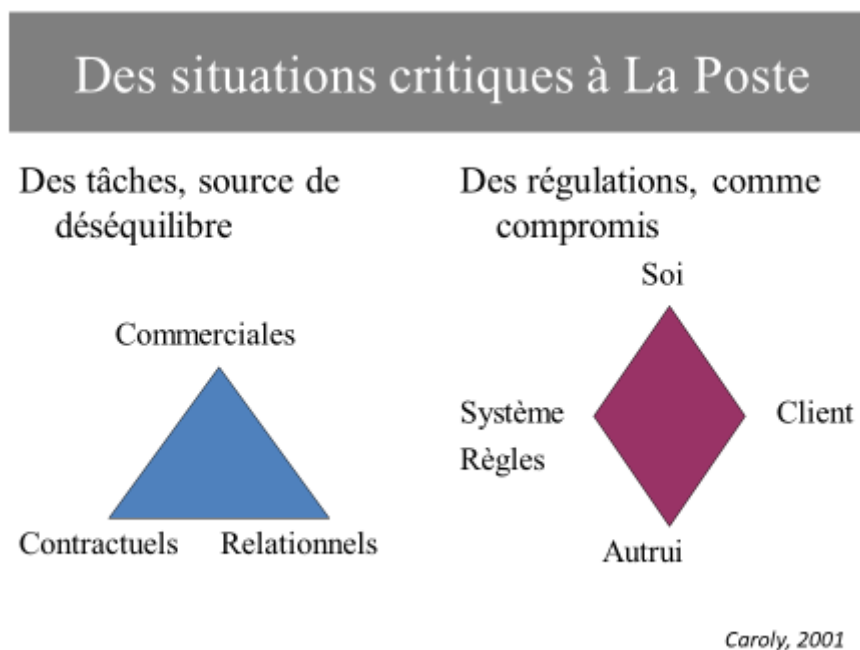 Des situations critiques à La Poste
Des tâches, source de
déséquilibre
Commerciales
Contractuels
Relationnels
Des régulations, comme
compromis
Soi
Système
Règles
Client
Autrui
Caroly, 2001